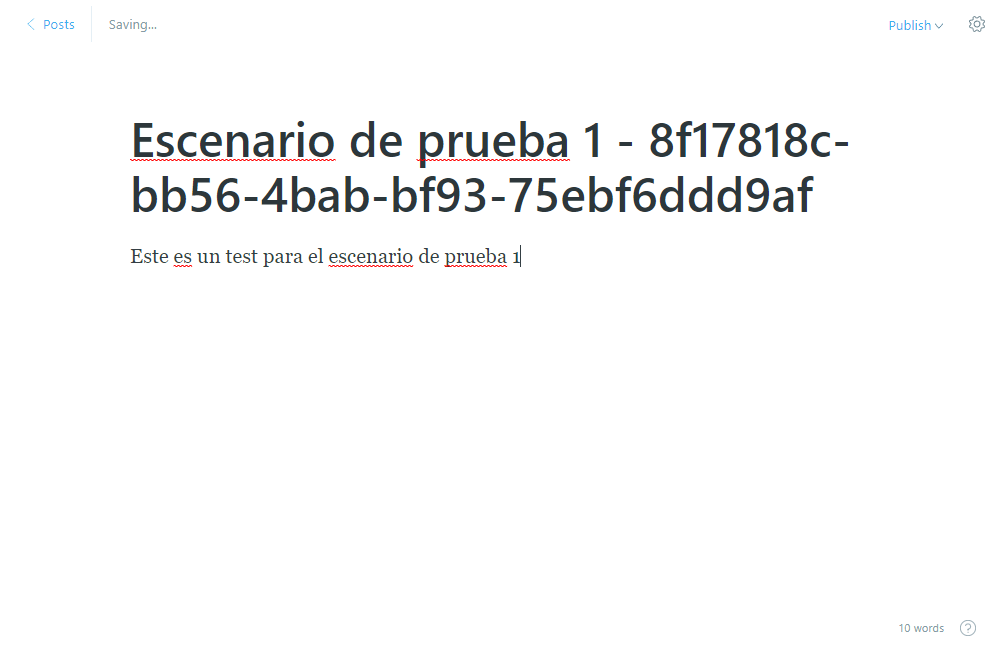 Posts
Saving...
Publish
Escenario de prueba 1 - 8f17818c-
bb56-4bab-bf93-75ebf6ddd9af
Este es un test para el escenario de prueba 1
10 words
?